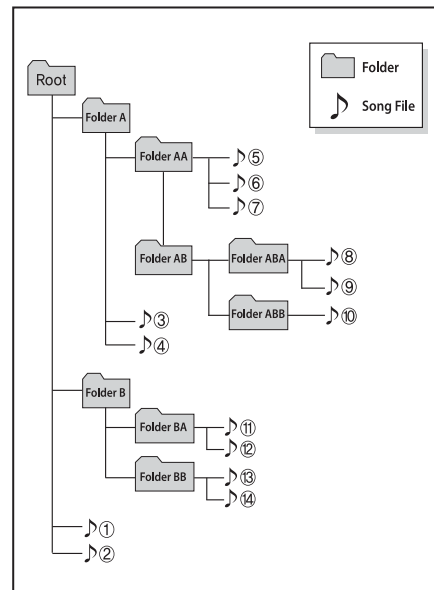 Root
Folder
Song File
Folder A
Folder AA
⑤
⑥
⑦
Folder AB
Folder ABA
⑧
⑨
Folder ABB
⑩
③
④
Folder B
Folder BA
⑪
⑫
Folder BB
⑬
⑭
①
②